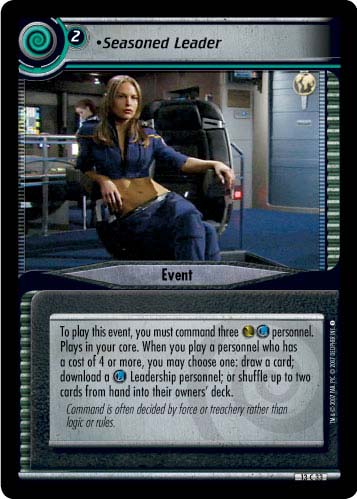 2
•Seasoned Leader
Event
To play this event, you must command three personnel.
Plays in your core. When you play a personnel who has
a cost of 4 or more, you may choose one: draw a card;
download a Leadership personnel; or shuffle up to two
cards from hand into their owners' deck.
Command is often decided by force or treachery rather than
logic or rules.
13 C 33